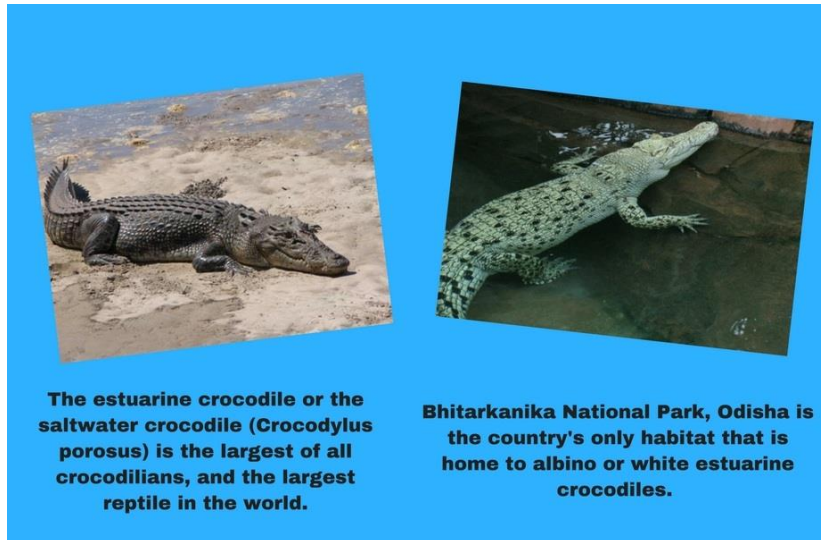 The estuarine crocodile or the
saltwater crocodile (Crocodylus
porosus) is the largest of all
crocodilians, and the largest
reptile in the world.
Bhitarkanika National Park, Odisha is
the country's only habitat that is
home to albino or white estuarine
crocodiles.